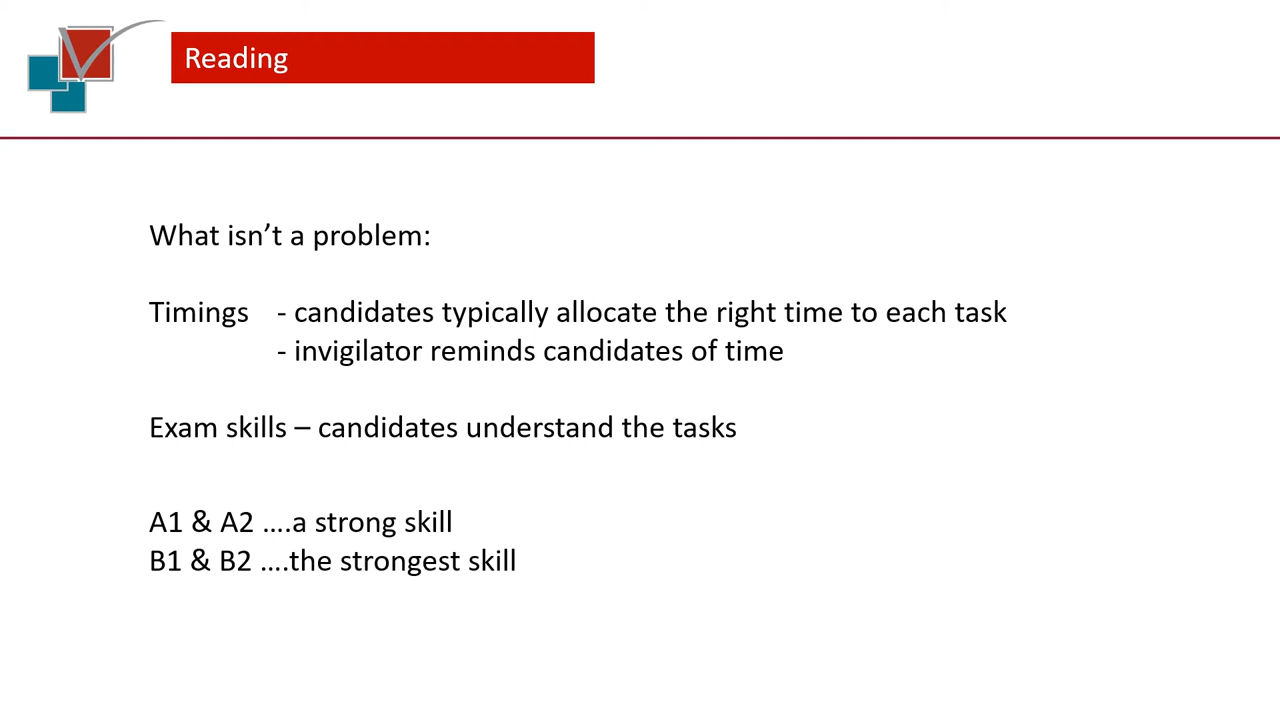 Reading
What isn’t a problem:
Timings - candidates typically allocate the right time to each task
- invigilator reminds candidates of time
Exam skills – candidates understand the tasks
A1 & A2 ….a strong skill
B1 & B2 ….the strongest skill